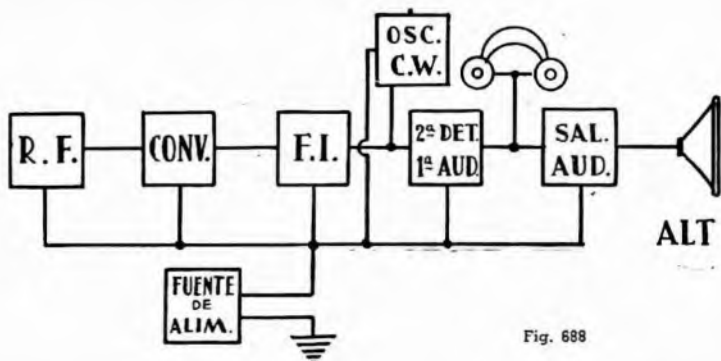 OSC.
C.W.
R. F.
CONV.
F.I.
2ª DET.
1ª AUD.
SAL.
AUD.
ALT
FUENTE
DE
ALIM.
Fig. 688